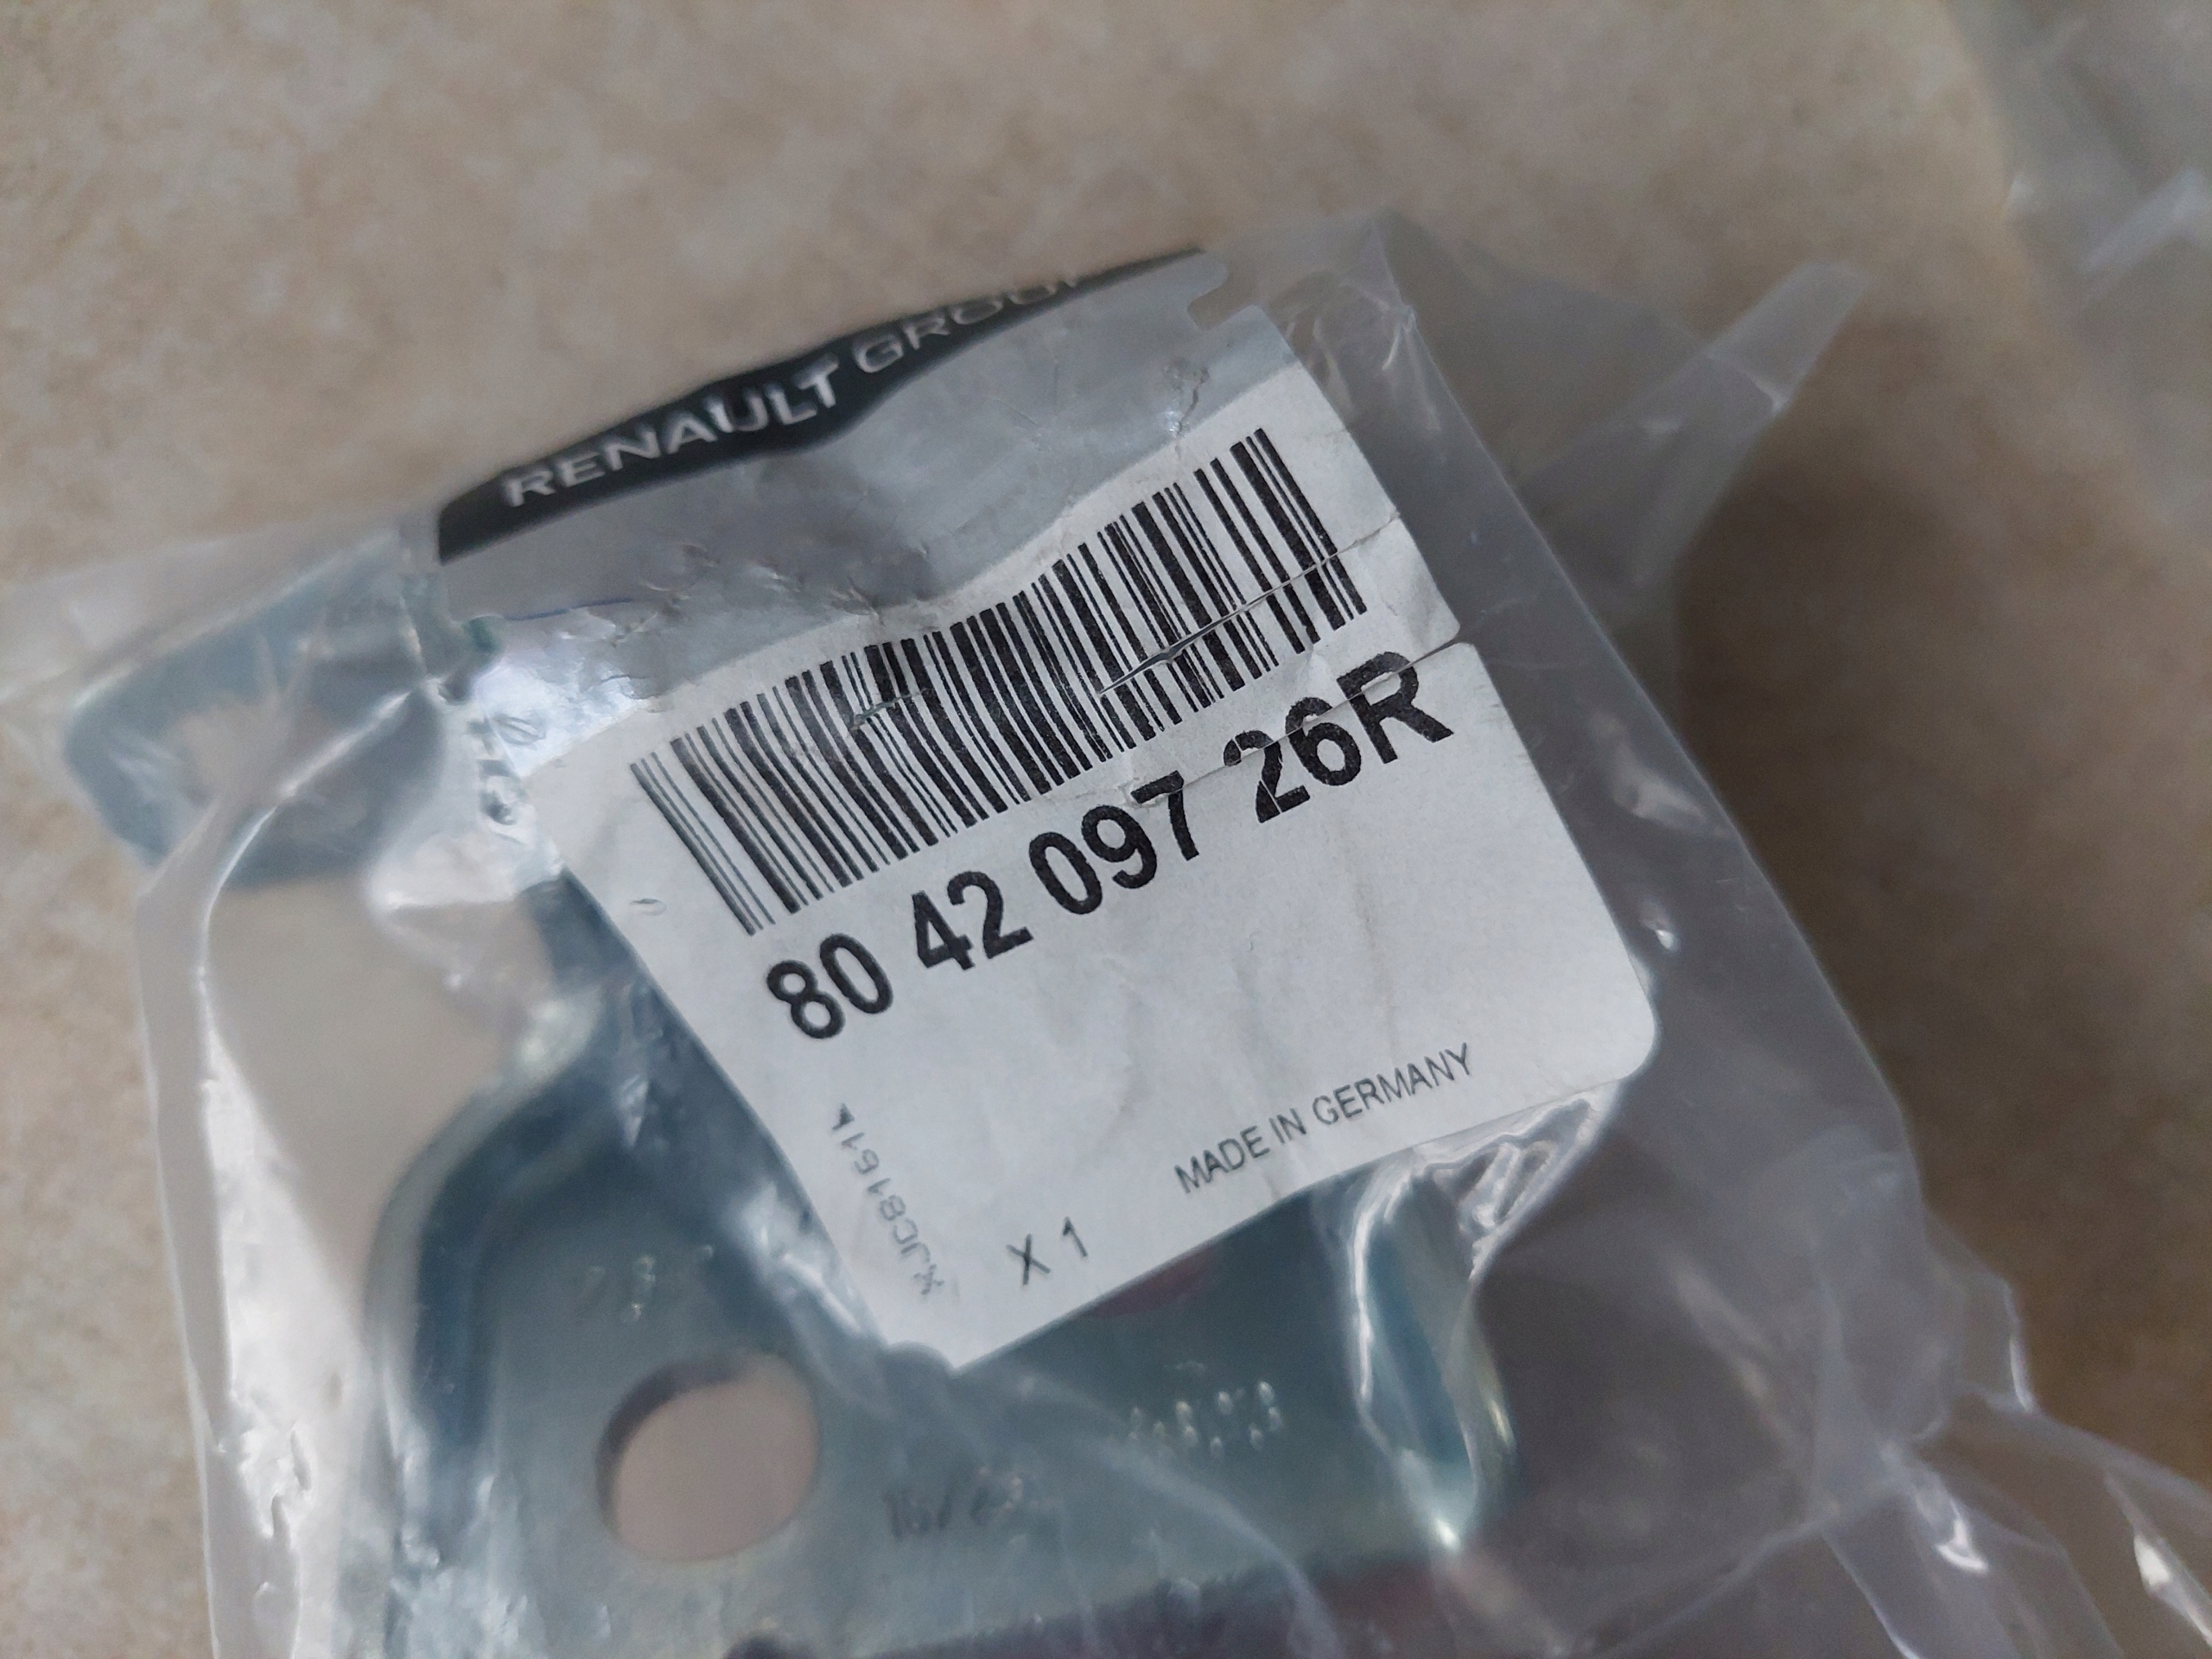 RENAULT GROUP
80 42 097 26R
MADE IN GERMANY
X 1